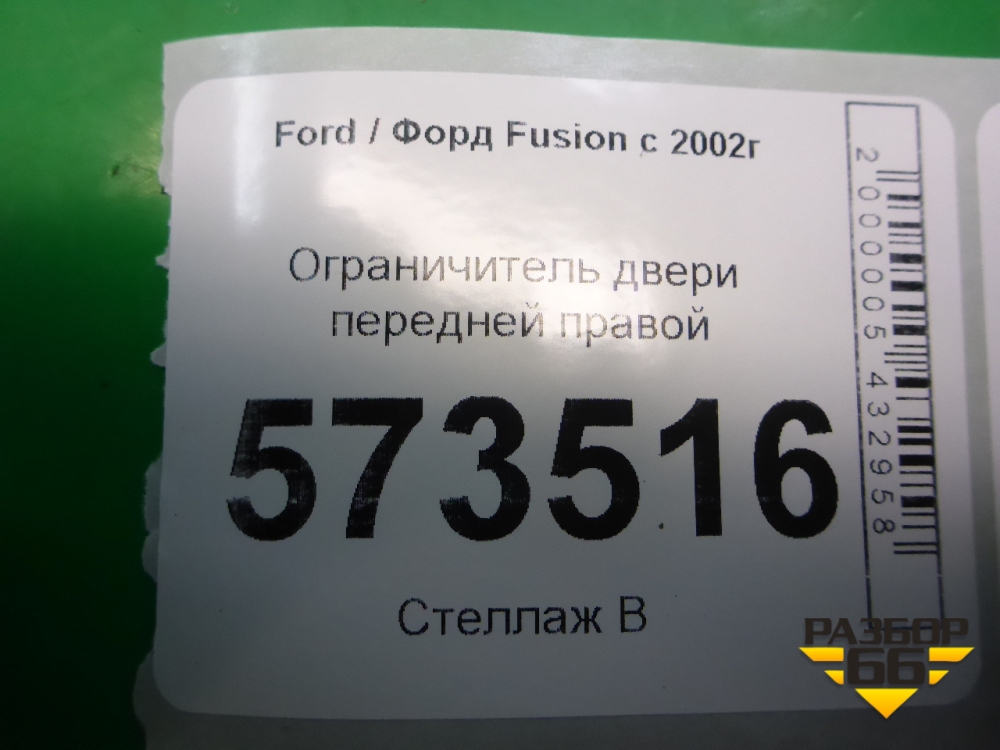 Ford / Форд Fusion с 2002г
Ограничитель двери
передней правой
573516
Стеллаж В
2000005432958
РАЗБОР
66